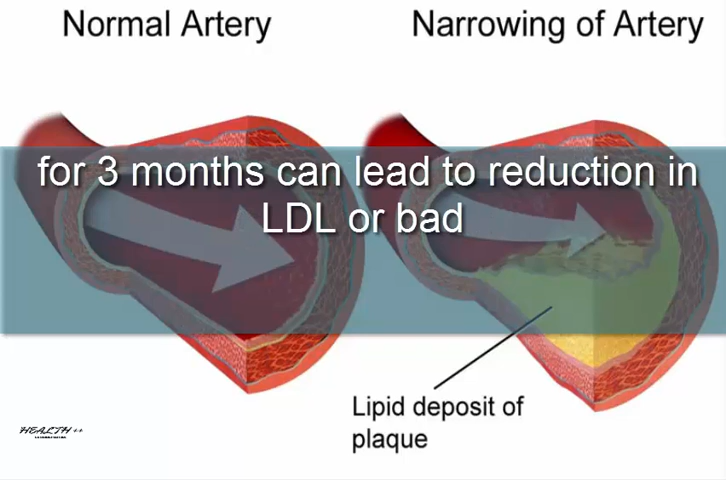 Normal Artery
Narrowing of Artery
for 3 months can lead to reduction in
LDL or bad
Lipid deposit of
plaque
HEALTH ++